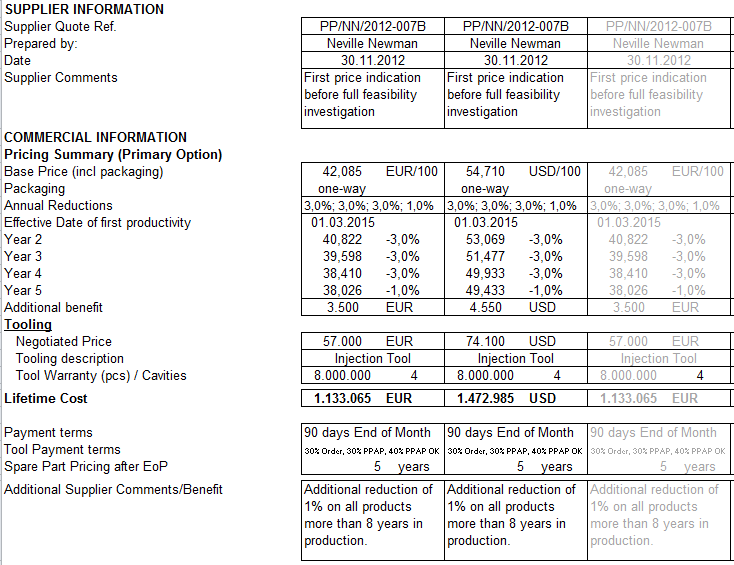 SUPPLIER INFORMATION
Supplier Quote Ref. PP/NN/2012-007B PP/NN/2012-007B PP/NN/2012-007B
Prepared by: Neville Newman Neville Newman Neville Newman
Date 30.11.2012 30.11.2012 30.11.2012
Supplier Comments First price indication First price indication First price indication
before full feasibility before full feasibility before full feasibility
investigation investigation investigation
COMMERCIAL INFORMATION
Pricing Summary (Primary Option)
Base Price (incl packaging) 42,085 EUR/100 54,710 USD/100 42,085 EUR/100
Packaging one-way one-way one-way
Annual Reductions 3,0%; 3,0%; 3,0%; 1,0% 3,0%; 3,0%; 3,0%; 1,0% 3,0%; 3,0%; 3,0%; 1,0%
Effective Date of first productivity 01.03.2015 01.03.2015 01.03.2015
Year 2 40,822 -3,0% 53,069 -3,0% 40,822 -3,0%
Year 3 39,598 -3,0% 51,477 -3,0% 39,598 -3,0%
Year 4 38,410 -3,0% 49,933 -3,0% 38,410 -3,0%
Year 5 38,026 -1,0% 49,433 -1,0% 38,026 -1,0%
Additional benefit 3.500 EUR 4.550 USD 3.500 EUR
Tooling
Negotiated Price 57.000 EUR 74.100 USD 57.000 EUR
Tooling description Injection Tool Injection Tool Injection Tool
Tool Warranty (pcs) / Cavities 8.000.000 4 8.000.000 4 8.000.000 4
Lifetime Cost 1.133.065 EUR 1.472.985 USD 1.133.065 EUR
Payment terms 90 days End of Month 90 days End of Month 90 days End of Month
Tool Payment terms 30% Order, 30% PPAP, 40% PPAP OK 30% Order, 30% PPAP, 40% PPAP OK 30% Order, 30% PPAP, 40% PPAP OK
Spare Part Pricing after EoP 5 years 5 years 5 years
Additional Supplier Comments/Benefit Additional reduction of Additional reduction of Additional reduction of
1% on all products 1% on all products 1% on all products
more than 8 years in more than 8 years in more than 8 years in
production. production. production.